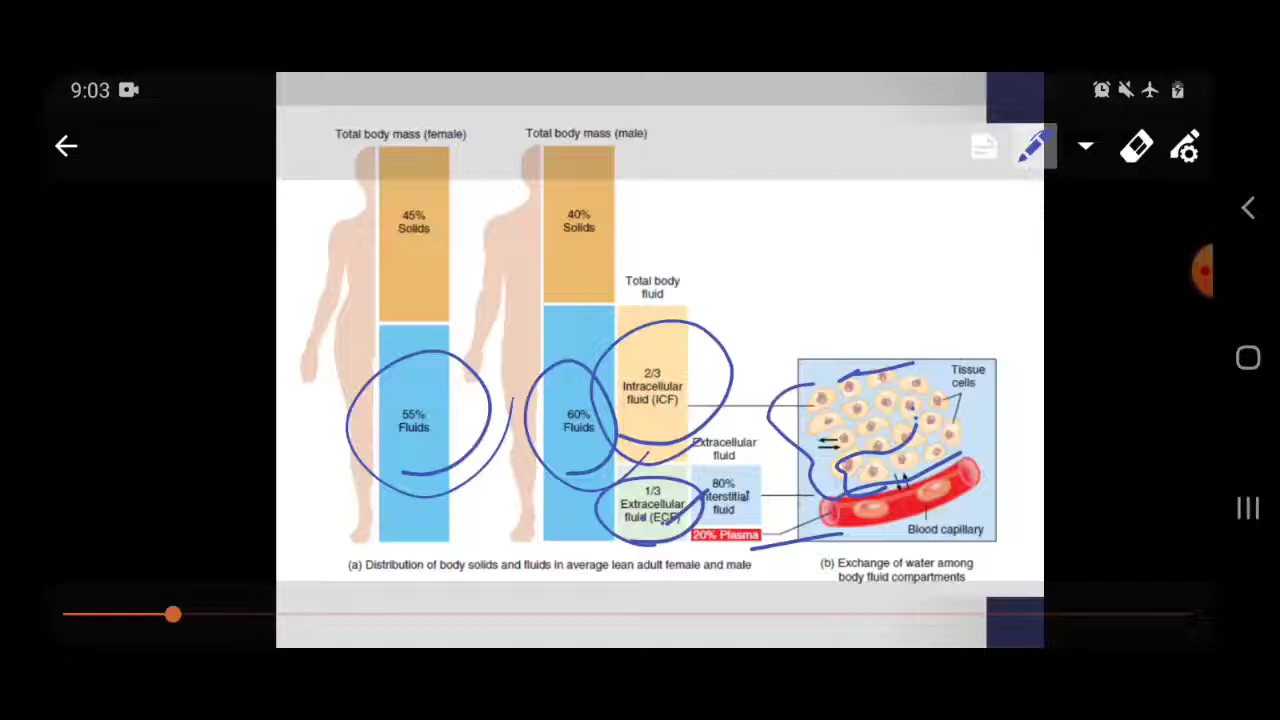 9:03
Total body mass (female)
Total body mass (male)
45%
Solids
40%
Solids
Total body
fluid
55%
Fluids
60%
Fluids
2/3
Intracellular
fluid (ICF)
Extracellular
fluid
1/3
Extracellular
fluid (ECF)
80%
Interstitial
fluid
20% Plasma
Tissue
cells
Blood capillary
(a) Distribution of body solids and fluids in average lean adult female and male
(b) Exchange of water among
body fluid compartments